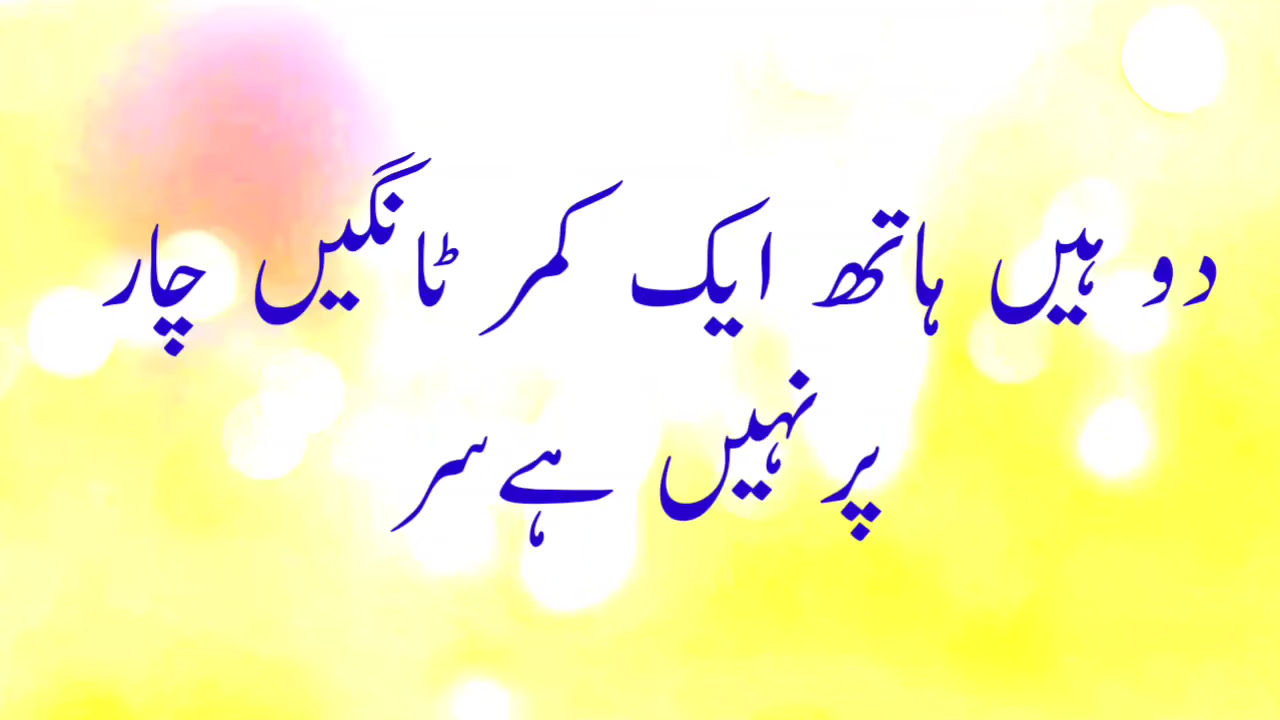 دو ہیں ہاتھ ایک کمر ٹانگیں چار
پر نہیں ہے سر